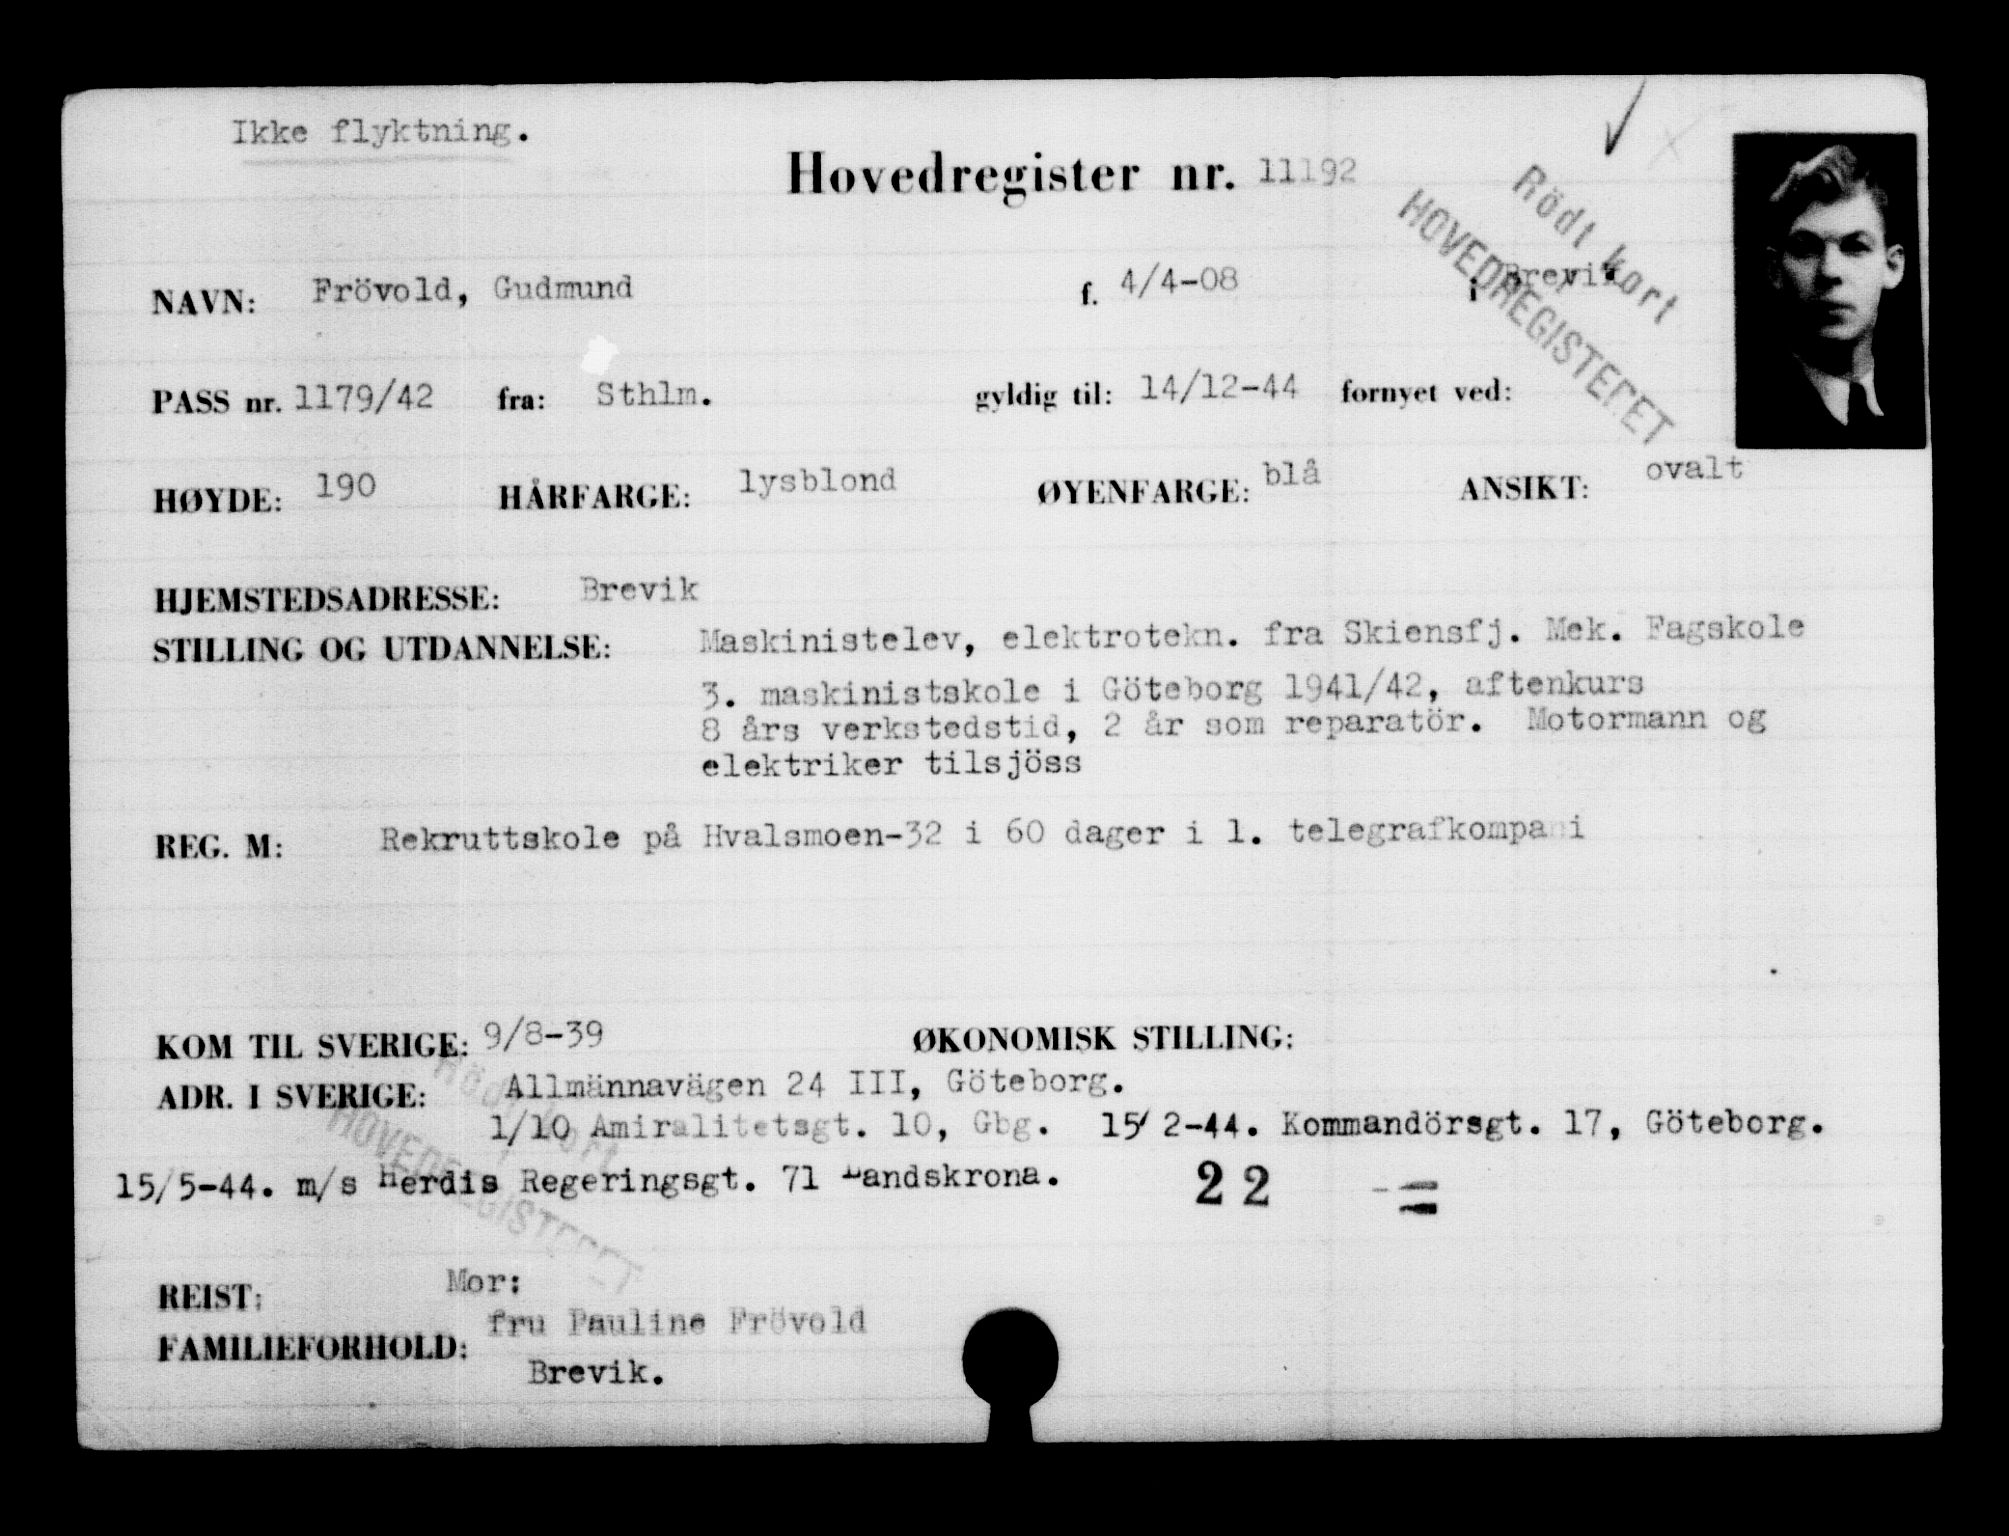 Ikke flyktning.
Hovedregister nr. 11192
Rödt kort
i
HOVEDREGISTERET
NAVN: Frövold, Gudmund f. 4/4-08 i Brevik
PASS nr. 1179/42 fra: Sthlm. gyldig til: 14/12-44 fornyet ved:
HØYDE: 190 HÅRFARGE: lysblond ØYENFARGE: blå ANSIKT: ovalt
HJEMSTEDSADRESSE: Brevik
STILLING OG UTDANNELSE: Maskinistelev, elektrotekn. fra Skiensfj. Mek. Fagskole
3. maskinistskole i Göteborg 1941/42, aftenkurs
8 års verkstedstid, 2 år som reparatör. Motormann og
elektriker tilsjöss
REG. M: Rekruttskole på Hvalsmoen-32 i 60 dager i 1. telegrafkompani
KOM TIL SVERIGE: 9/8-39 ØKONOMISK STILLING:
ADR. I SVERIGE: Allmännavägen 24 III, Göteborg.
1/10 Amiralitetsgt. 10, Gbg. 15/2-44. Kommandörsgt. 17, Göteborg.
15/5-44. m/s Herdis Regeringsgt. 71 Landskrona. 22
Rödt kort
i
HOVEDREGISTERET
REIST: Mor:
fru Pauline Frövold
FAMILIEFORHOLD:
Brevik.